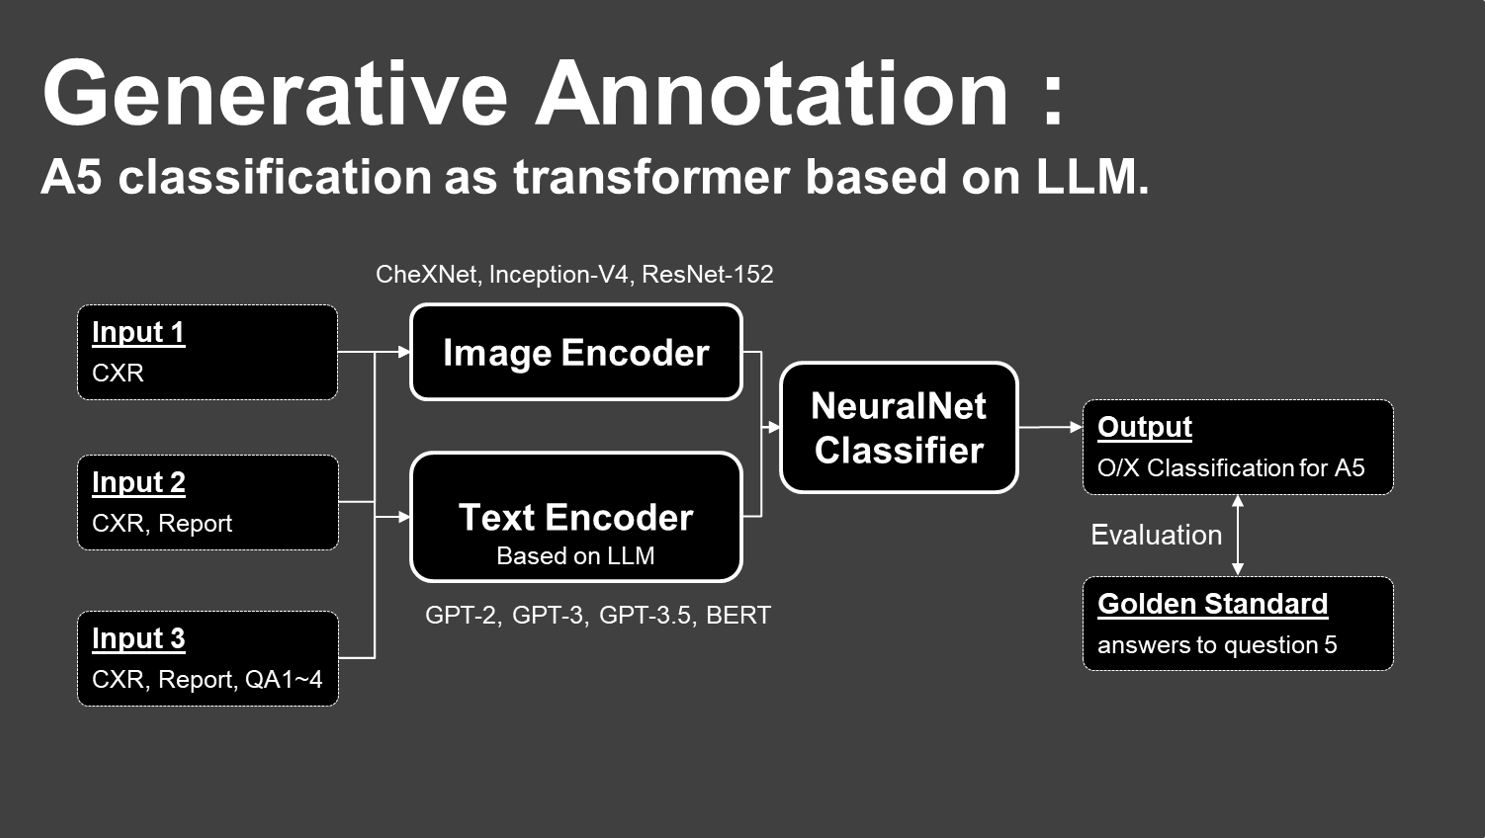 Generative Annotation :
A5 classification as transformer based on LLM.
CheXNet, Inception-V4, ResNet-152
Input 1
CXR
Image Encoder
NeuralNet
Classifier
Output
O/X Classification for A5
Input 2
CXR, Report
Text Encoder
Based on LLM
Evaluation
GPT-2, GPT-3, GPT-3.5, BERT
Golden Standard
answers to question 5
Input 3
CXR, Report, QA1~4